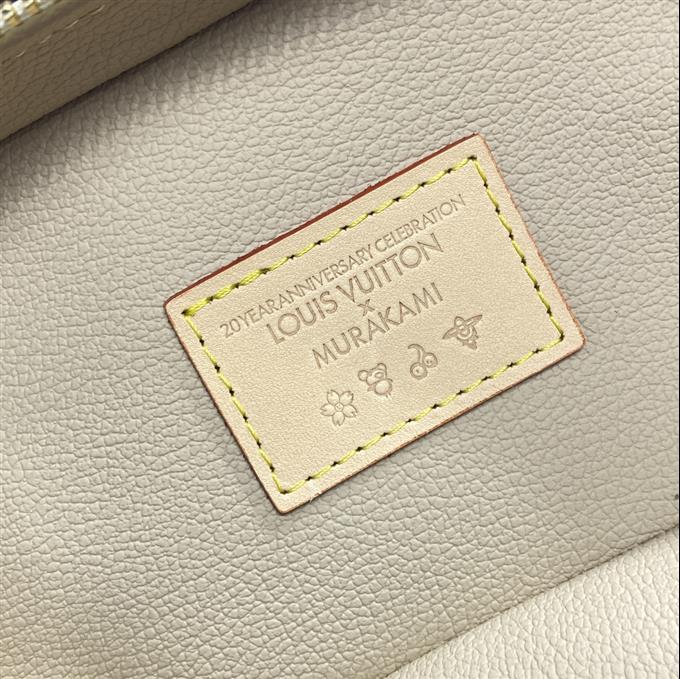 20 YEAR ANNIVERSARY CELEBRATION
LOUIS VUITTON
X
MURAKAMI